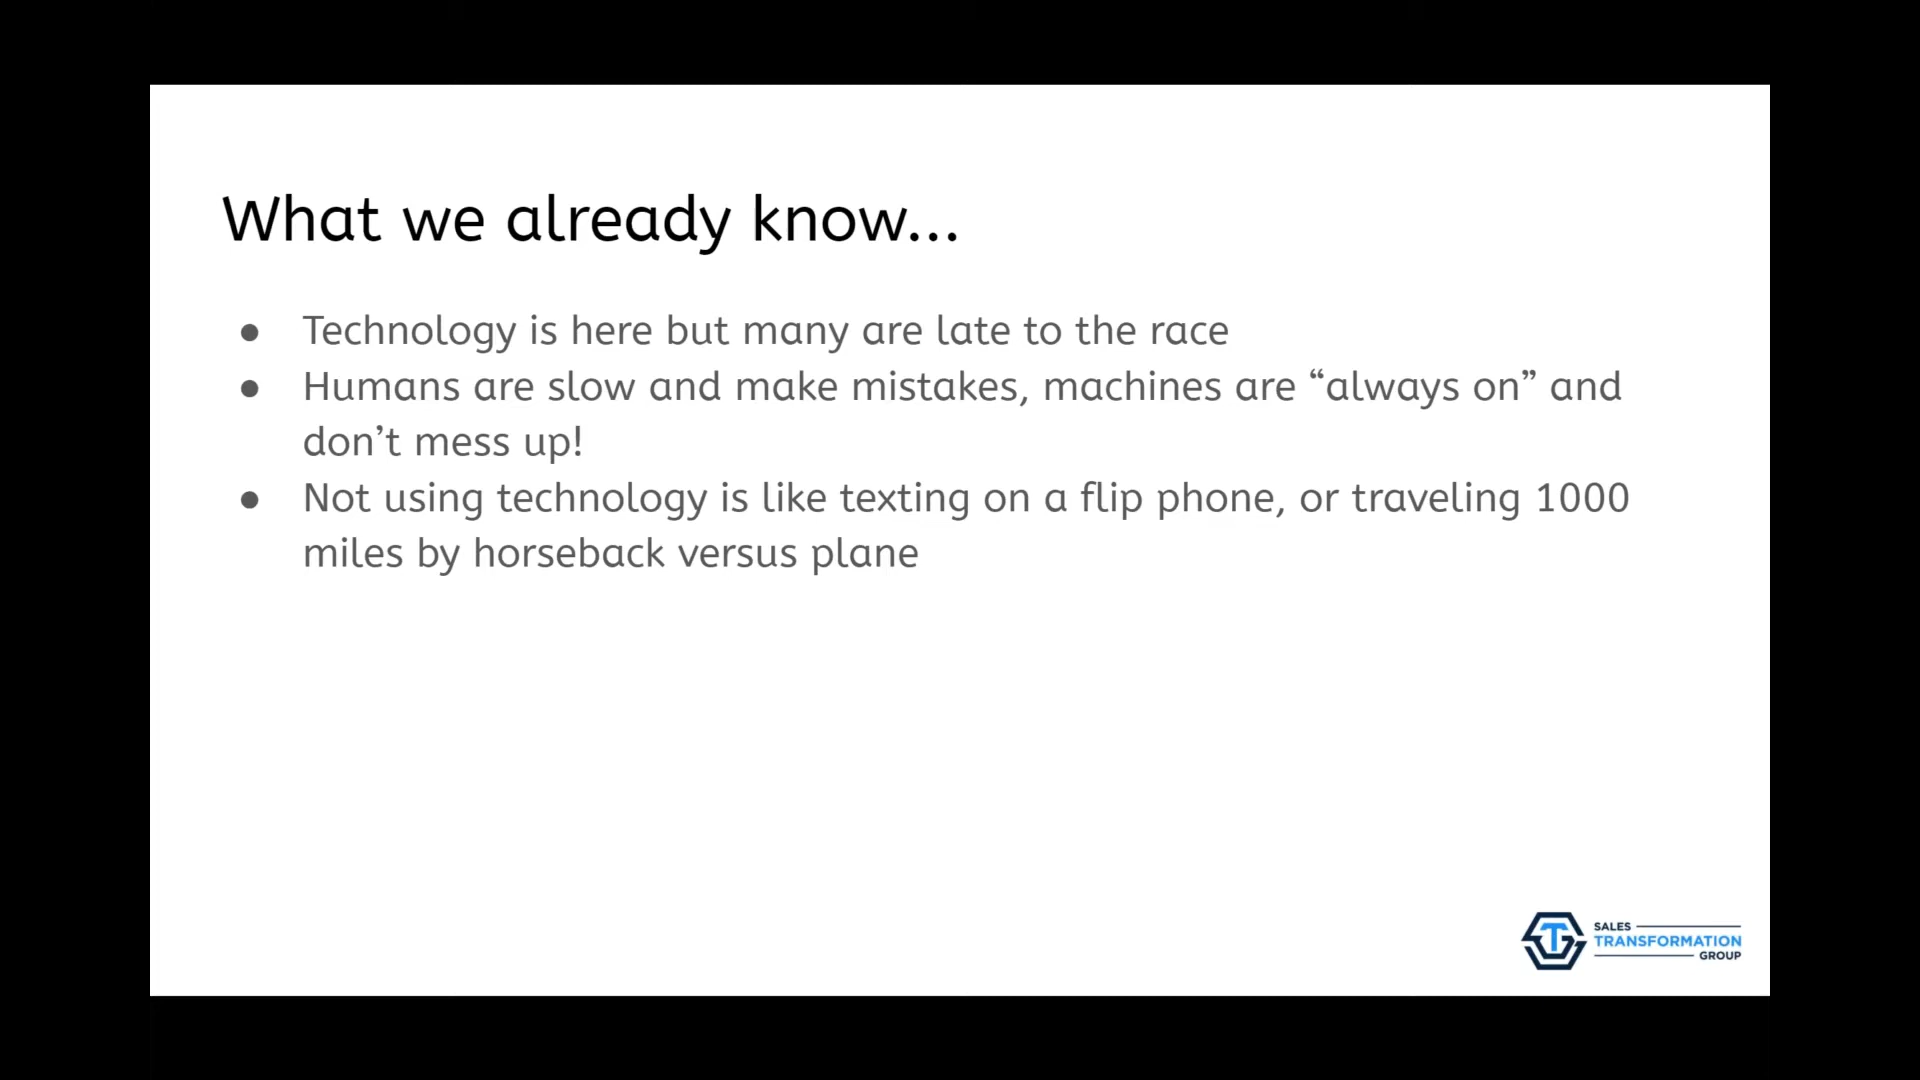 What we already know...
● Technology is here but many are late to the race
● Humans are slow and make mistakes, machines are “always on” and
don’t mess up!
● Not using technology is like texting on a flip phone, or traveling 1000
miles by horseback versus plane
SALES
TRANSFORMATION
GROUP